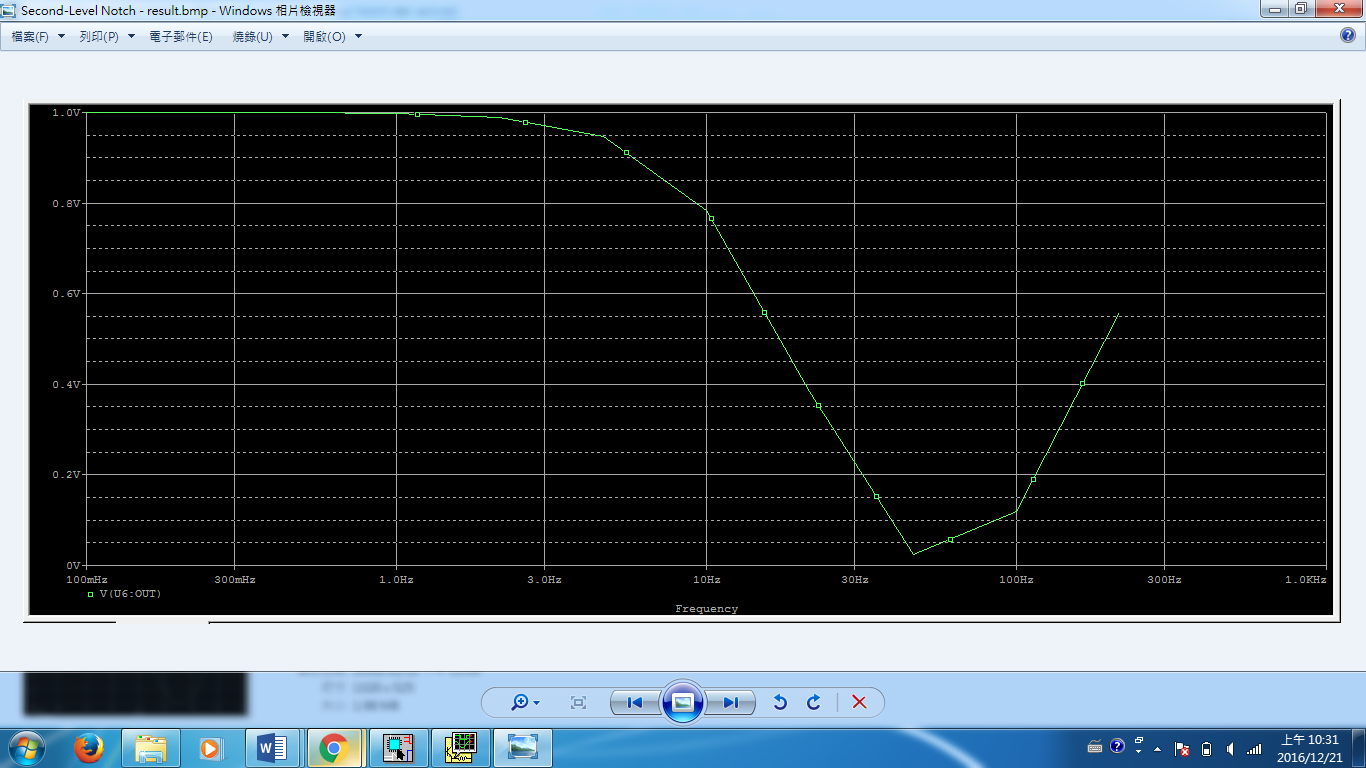 Second-Level Notch - result.bmp - Windows 相片檢視器
檔案(F) 列印(P) 電子郵件(E) 燒錄(U) 開啟(O)
1.0V
0.8V
0.6V
0.4V
0.2V
0V
100mHz 300mHz 1.0Hz 3.0Hz 10Hz 30Hz 100Hz 300Hz 1.0KHz
V(U6:OUT)
Frequency
上午 10:31
2016/12/21